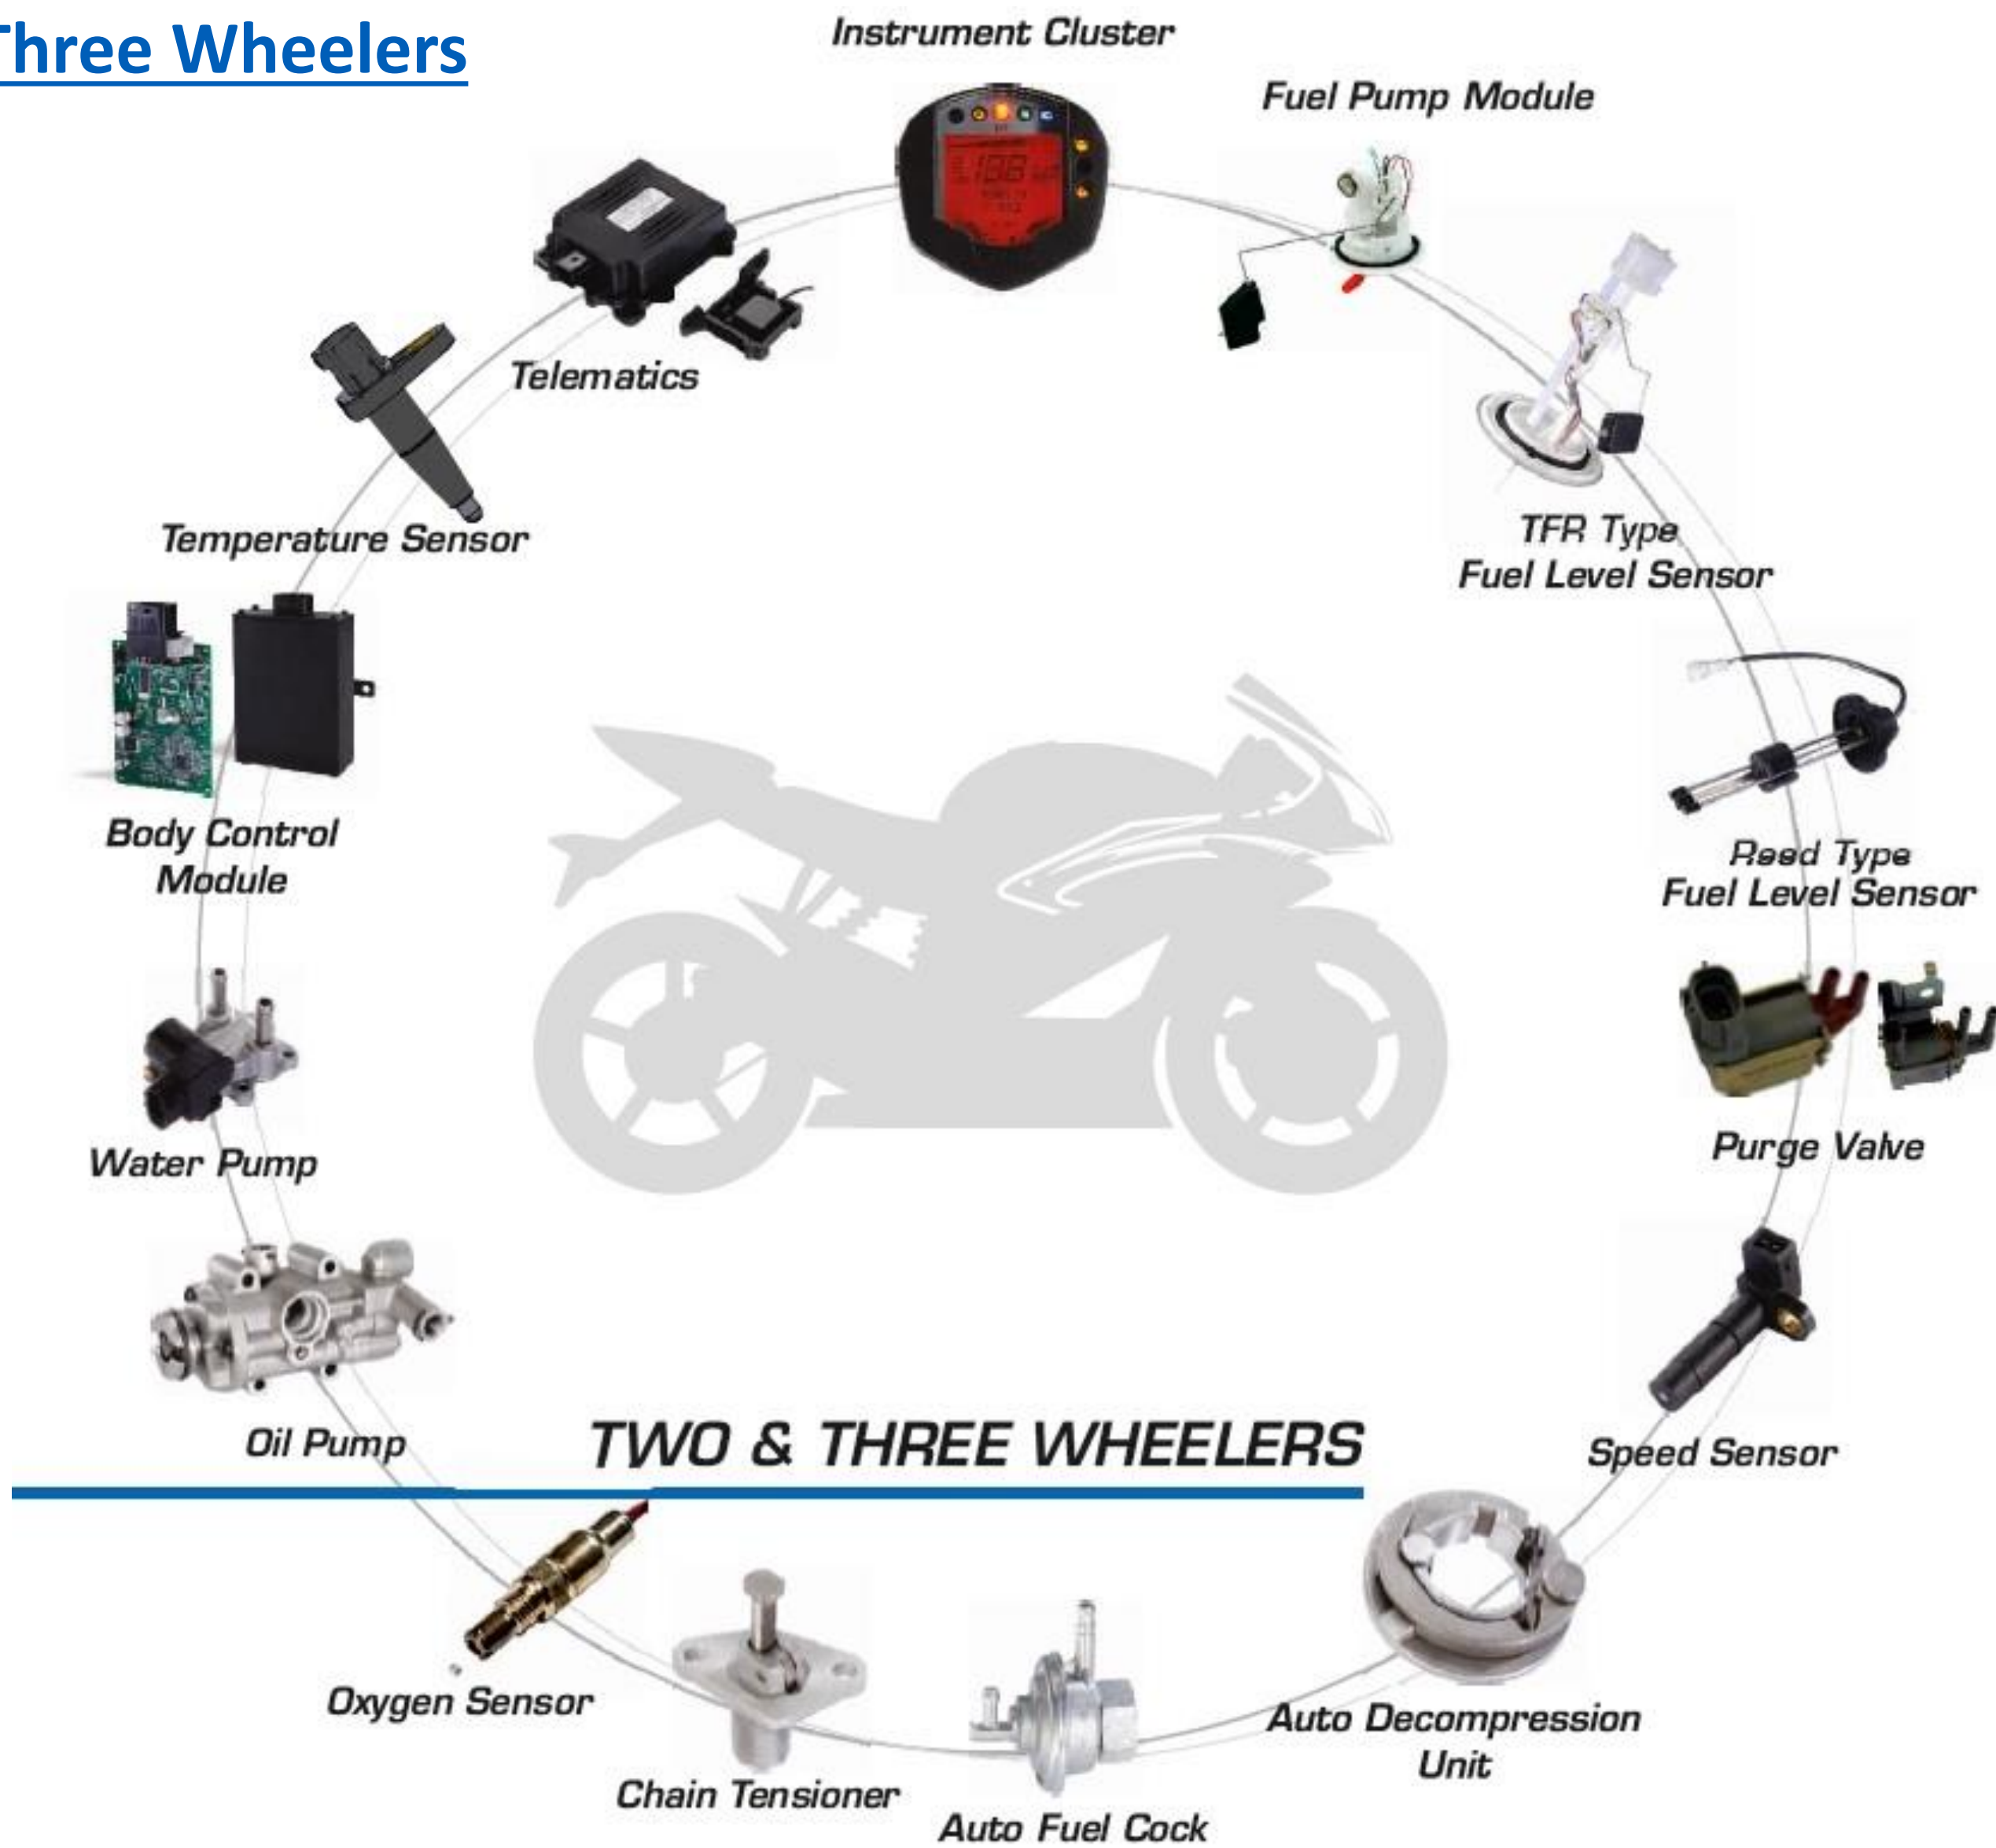 Three Wheelers
Instrument Cluster
Fuel Pump Module
Telematics
Temperature Sensor
TFR Type
Fuel Level Sensor
Body Control
Module
Reed Type
Fuel Level Sensor
Water Pump
Purge Valve
Oil Pump
TWO & THREE WHEELERS
Speed Sensor
Oxygen Sensor
Auto Decompression
Unit
Chain Tensioner
Auto Fuel Cock